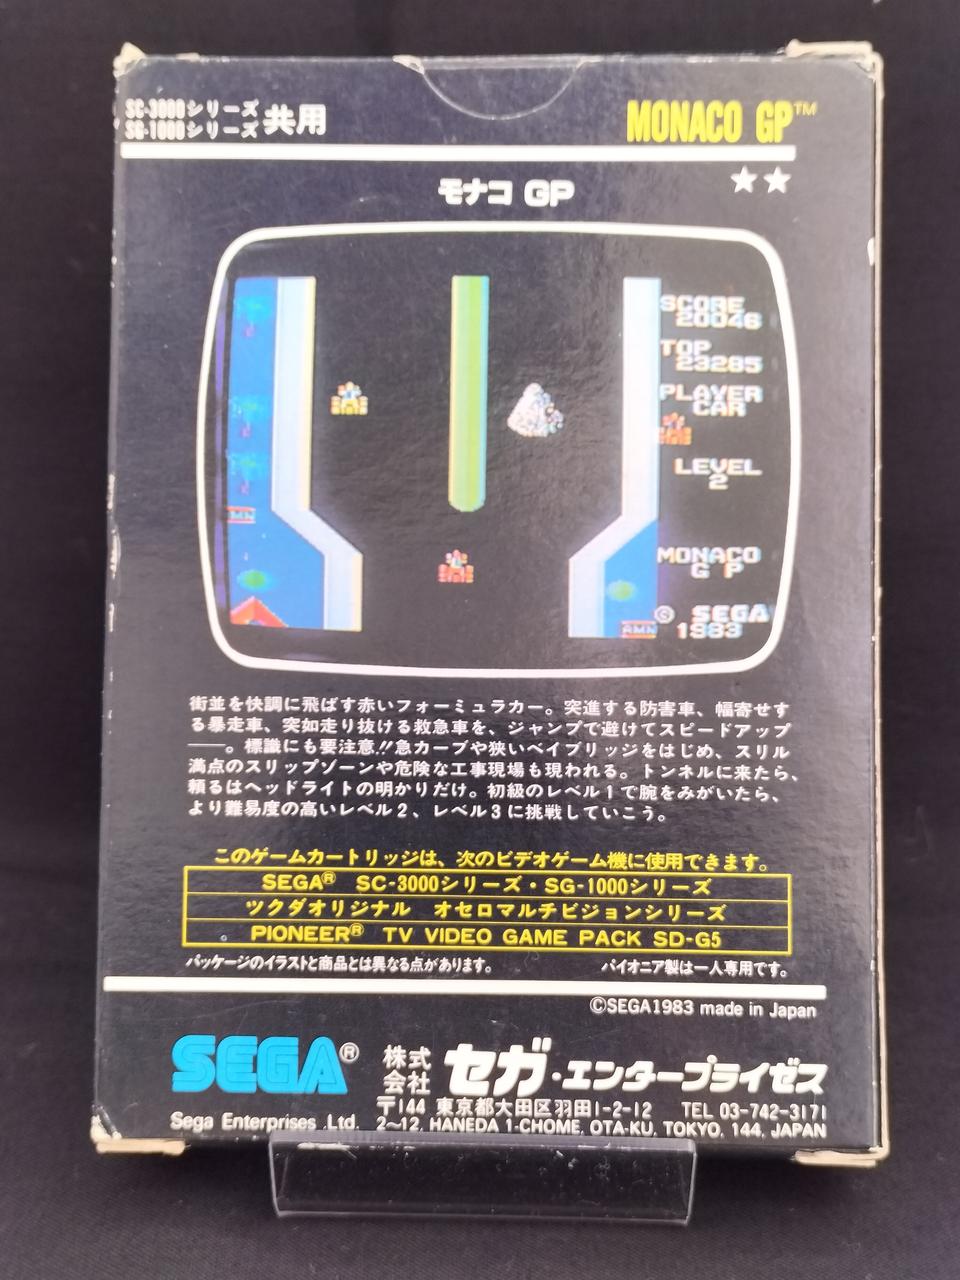 SC-3000シリーズ
SG-1000シリーズ 共用
MONACO GP™
★★
モナコ GP
SCORE
20046
TOP
23285
PLAYER
CAR
LEVEL
2
AMN
MONACO
G P
© SEGA
1983
AMN
街並を快調に飛ばす赤いフォーミュラカー。突進する防害車、幅寄せす
る暴走車、突如走り抜ける救急車を、ジャンプで避けてスピードアップ
——。標識にも要注意!!急カーブや狭いベイブリッジをはじめ、スリル
満点のスリップゾーンや危険な工事現場も現われる。トンネルに来たら、
頼るはヘッドライトの明かりだけ。初級のレベル1で腕をみがいたら、
より難易度の高いレベル2、レベル3に挑戦していこう。
このゲームカートリッジは、次のビデオゲーム機に使用できます。
SEGA® SC-3000シリーズ・SG-1000シリーズ
ツクダオリジナル オセロマルチビジョンシリーズ
PIONEER® TV VIDEO GAME PACK SD-G5
パッケージのイラストと商品とは異なる点があります。 パイオニア製は一人専用です。
©SEGA1983 made in Japan
SEGA® 株式会社 セガ・エンタープライゼス
〒144 東京都大田区羽田1-2-12 TEL 03-742-3171
Sega Enterprises Ltd. 2~12, HANEDA 1-CHOME, OTA-KU, TOKYO, 144, JAPAN